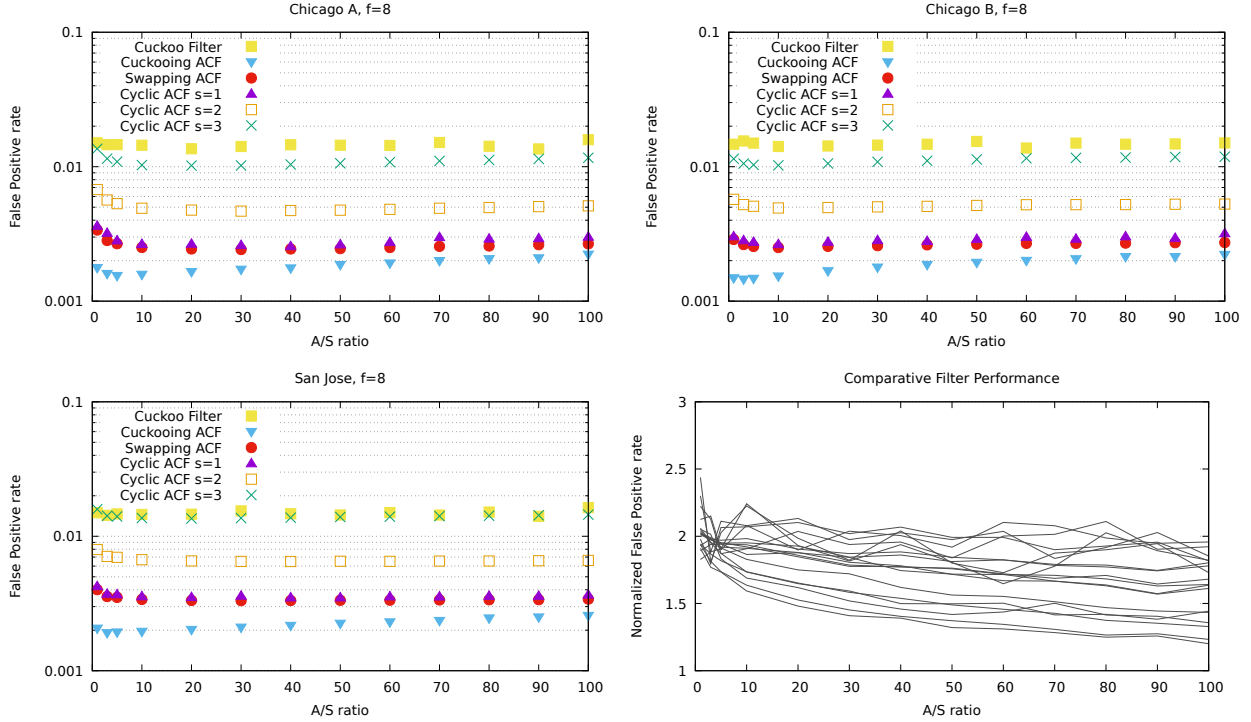 Chicago A, f=8
False Positive rate
0.1
0.01
0.001
Cuckoo Filter
Cuckooing ACF
Swapping ACF
Cyclic ACF s=1
Cyclic ACF s=2
Cyclic ACF s=3
0 10 20 30 40 50 60 70 80 90 100
A/S ratio
Chicago B, f=8
False Positive rate
0.1
0.01
0.001
Cuckoo Filter
Cuckooing ACF
Swapping ACF
Cyclic ACF s=1
Cyclic ACF s=2
Cyclic ACF s=3
0 10 20 30 40 50 60 70 80 90 100
A/S ratio
San Jose, f=8
False Positive rate
0.1
0.01
0.001
Cuckoo Filter
Cuckooing ACF
Swapping ACF
Cyclic ACF s=1
Cyclic ACF s=2
Cyclic ACF s=3
0 10 20 30 40 50 60 70 80 90 100
A/S ratio
Comparative Filter Performance
Normalized False Positive rate
3
2.5
2
1.5
1
0 10 20 30 40 50 60 70 80 90 100
A/S ratio